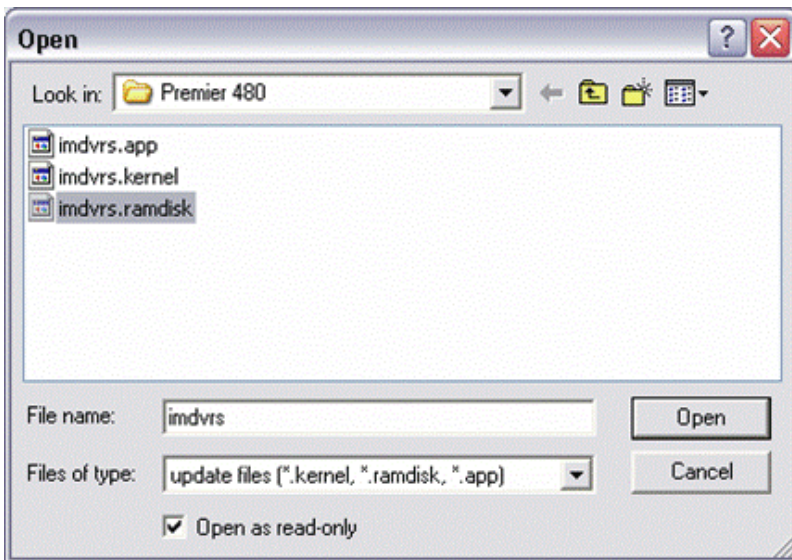 Open
Look in: Premier 480
imdvrs.app
imdvrs.kernel
imdvrs.ramdisk
File name: imdvrs Open
Files of type: update files (*.kernel, *.ramdisk, *.app) Cancel
Open as read-only